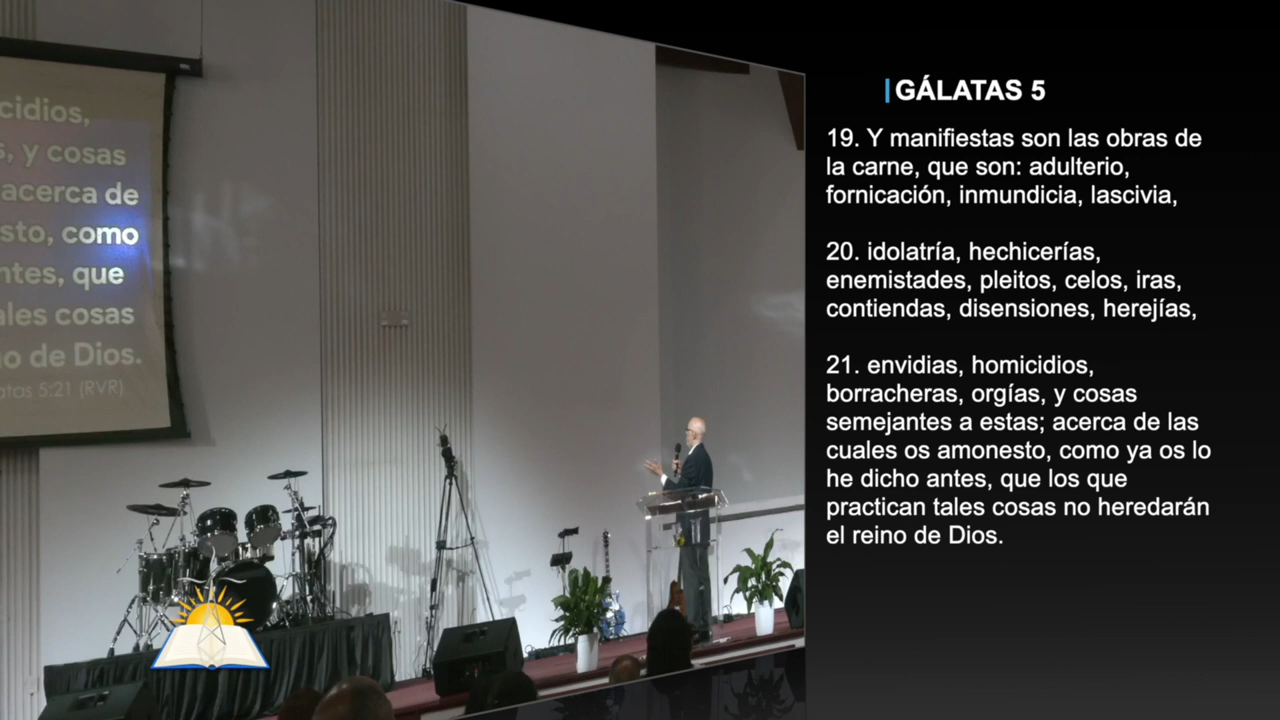 cidios,
y cosas
acerca de
sto, como
ntes, que
ales cosas
o de Dios.
atas 5:21 (RVR)
GÁLATAS 5
19. Y manifiestas son las obras de
la carne, que son: adulterio,
fornicación, inmundicia, lascivia,
20. idolatría, hechicerías,
enemistades, pleitos, celos, iras,
contiendas, disensiones, herejías,
21. envidias, homicidios,
borracheras, orgías, y cosas
semejantes a estas; acerca de las
cuales os amonesto, como ya os lo
he dicho antes, que los que
practican tales cosas no heredarán
el reino de Dios.